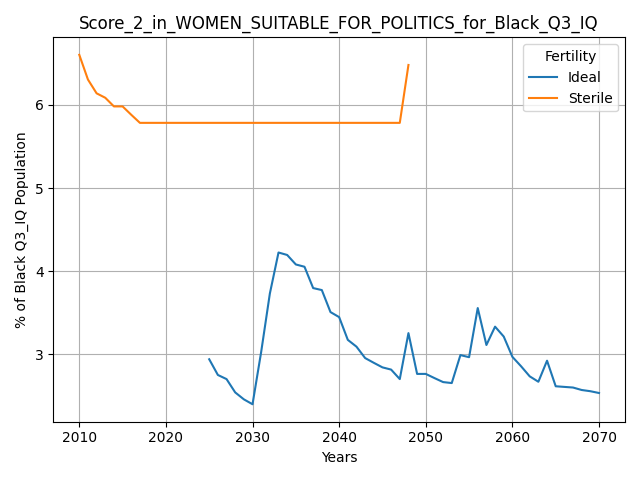 Score_2_in_WOMEN_SUITABLE_FOR_POLITICS_for_Black_Q3_IQ
Fertility
Ideal
Sterile
% of Black Q3_IQ Population
6
5
4
3
2010 2020 2030 2040 2050 2060 2070
Years